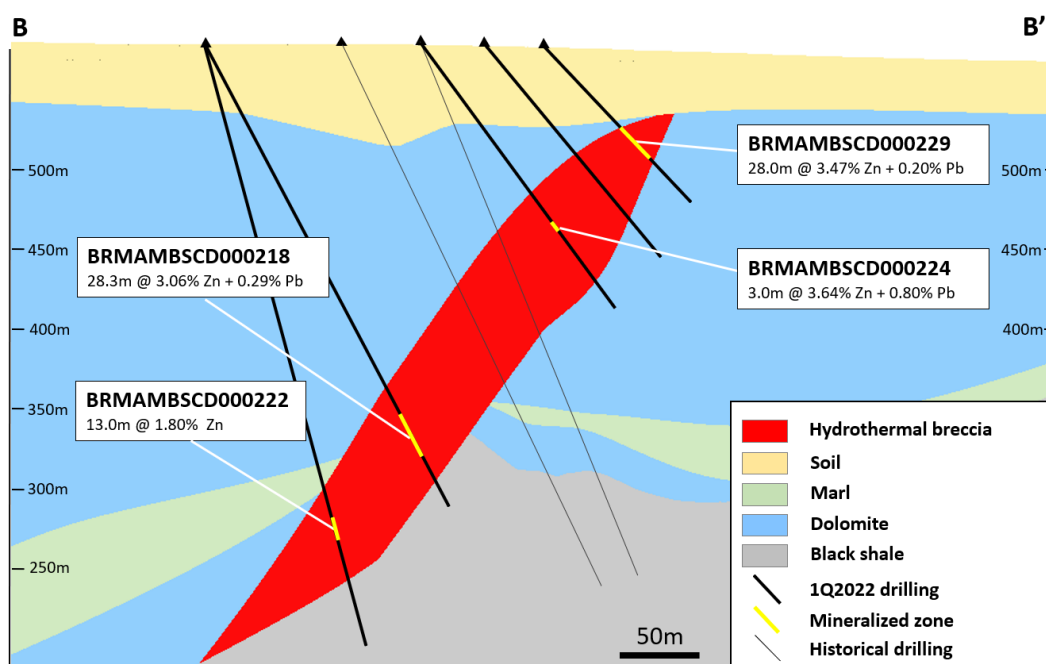 B
B'
500m
450m
400m
350m
300m
250m
500m
450m
400m
BRMAMBSCD000229
28.0m @ 3.47% Zn + 0.20% Pb
BRMAMBSCD000218
28.3m @ 3.06% Zn + 0.29% Pb
BRMAMBSCD000224
3.0m @ 3.64% Zn + 0.80% Pb
BRMAMBSCD000222
13.0m @ 1.80% Zn
Hydrothermal breccia
Soil
Marl
Dolomite
Black shale
1Q2022 drilling
Mineralized zone
Historical drilling
50m